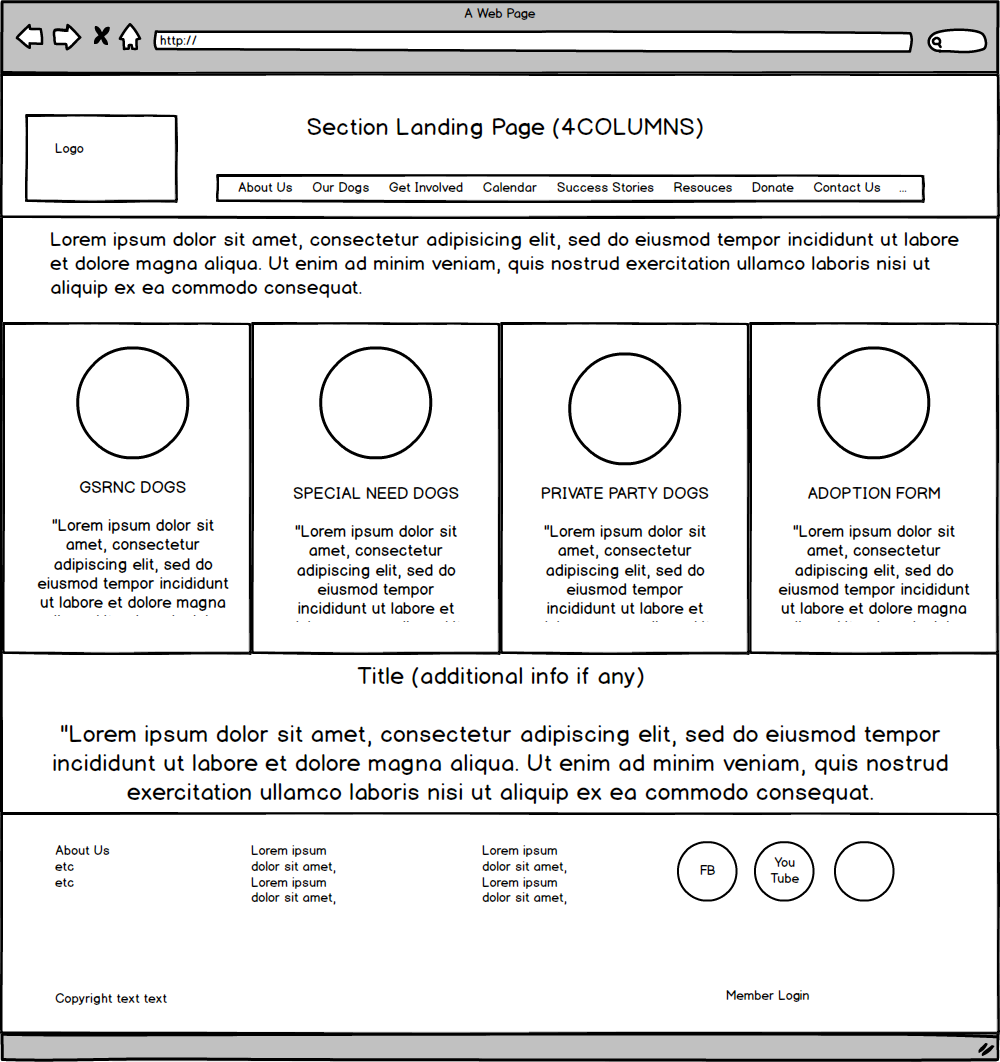 A Web Page
http://
Section Landing Page (4COLUMNS)
Logo
About Us Our Dogs Get Involved Calendar Success Stories Resouces Donate Contact Us ...
Lorem ipsum dolor sit amet, consectetur adipisicing elit, sed do eiusmod tempor incididunt ut labore
et dolore magna aliqua. Ut enim ad minim veniam, quis nostrud exercitation ullamco laboris nisi ut
aliquip ex ea commodo consequat.
GSRNC DOGS
"Lorem ipsum dolor sit
amet, consectetur
adipiscing elit, sed do
eiusmod tempor incididunt
ut labore et dolore magna
SPECIAL NEED DOGS
"Lorem ipsum dolor sit
amet, consectetur
adipiscing elit, sed do
eiusmod tempor
incididunt ut labore et
PRIVATE PARTY DOGS
"Lorem ipsum dolor sit
amet, consectetur
adipiscing elit, sed do
eiusmod tempor
incididunt ut labore et
ADOPTION FORM
"Lorem ipsum dolor sit
amet, consectetur
adipiscing elit, sed do
eiusmod tempor incididunt
ut labore et dolore magna
Title (additional info if any)
"Lorem ipsum dolor sit amet, consectetur adipiscing elit, sed do eiusmod tempor
incididunt ut labore et dolore magna aliqua. Ut enim ad minim veniam, quis nostrud
exercitation ullamco laboris nisi ut aliquip ex ea commodo consequat.
About Us
etc
etc
Lorem ipsum
dolor sit amet,
Lorem ipsum
dolor sit amet,
Lorem ipsum
dolor sit amet,
Lorem ipsum
dolor sit amet,
FB
You
Tube
Copyright text text
Member Login